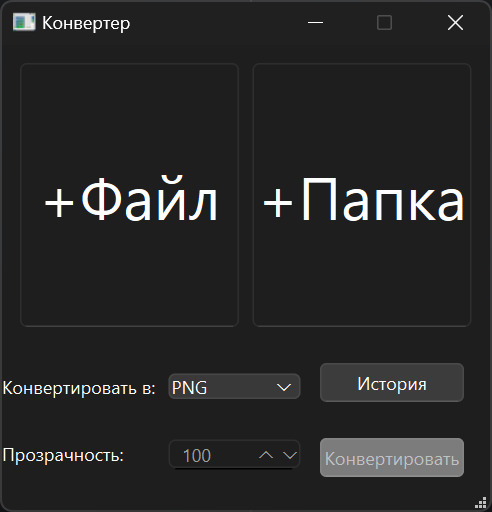 Конвертер
+Файл
+Папка
Конвертировать в:
PNG
История
Прозрачность:
100
Конвертировать